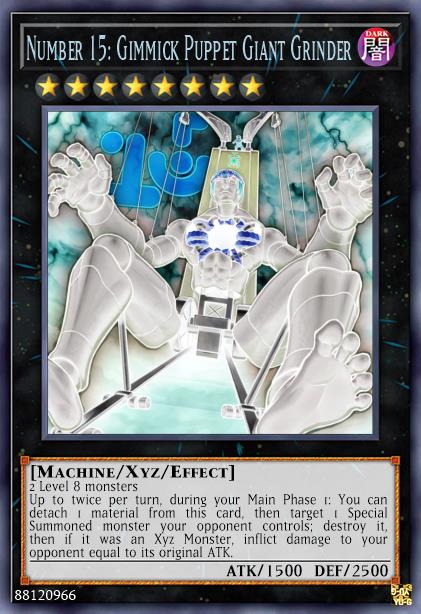 NUMBER 15: GIMMICK PUPPET GIANT GRINDER
DARK
闇
15
[MACHINE/XYZ/EFFECT]
2 Level 8 monsters
Up to twice per turn, during your Main Phase 1: You can
detach 1 material from this card, then target 1 Special
Summoned monster your opponent controls; destroy it,
then if it was an Xyz Monster, inflict damage to your
opponent equal to its original ATK.
ATK/1500 DEF/2500
88120966